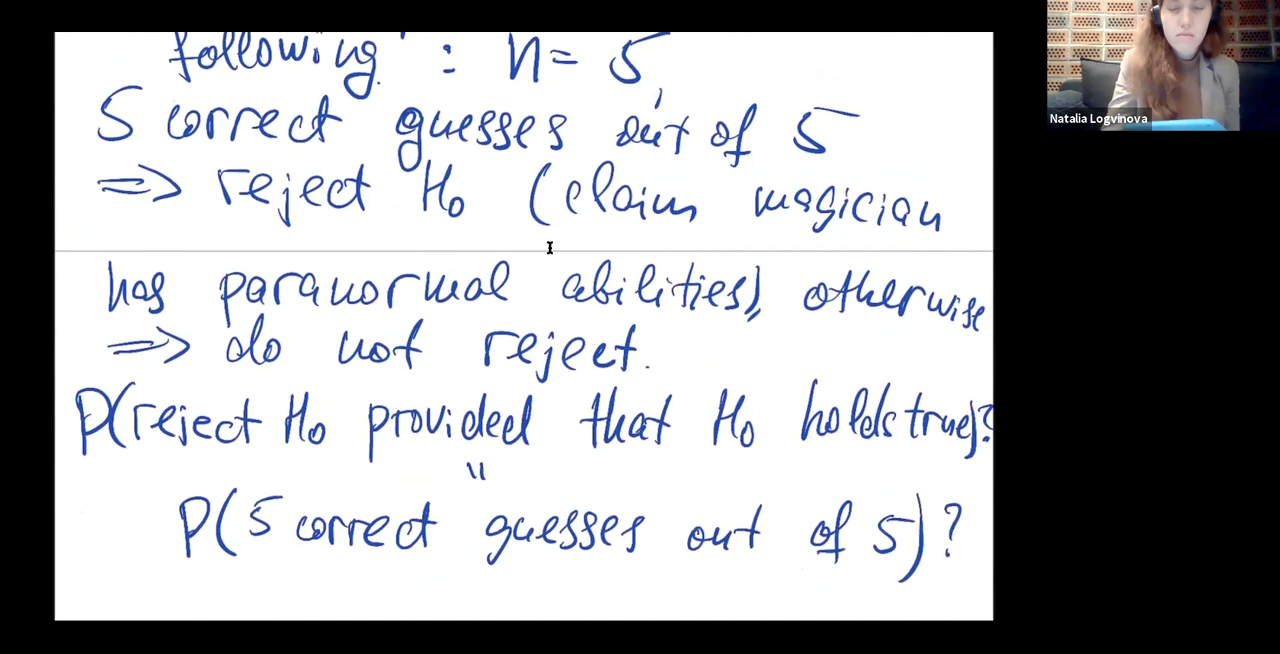 following : n = 5,
5 correct guesses out of 5
=> reject H₀ (claim magician
has paranormal abilities), otherwise
=> do not reject.
P(reject H₀ provided that H₀ holds true)?
"
P(5 correct guesses out of 5)?
Natalia Logvinova